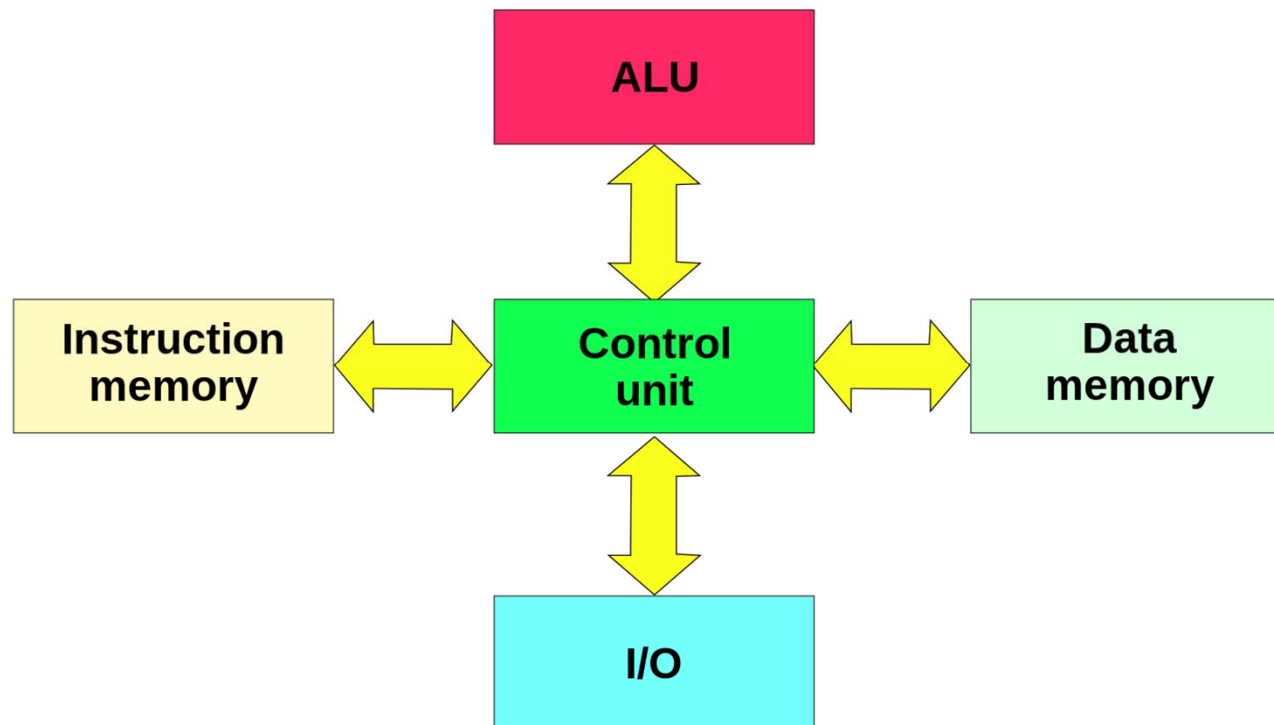 ALU
Instruction
memory
Control
unit
Data
memory
I/O